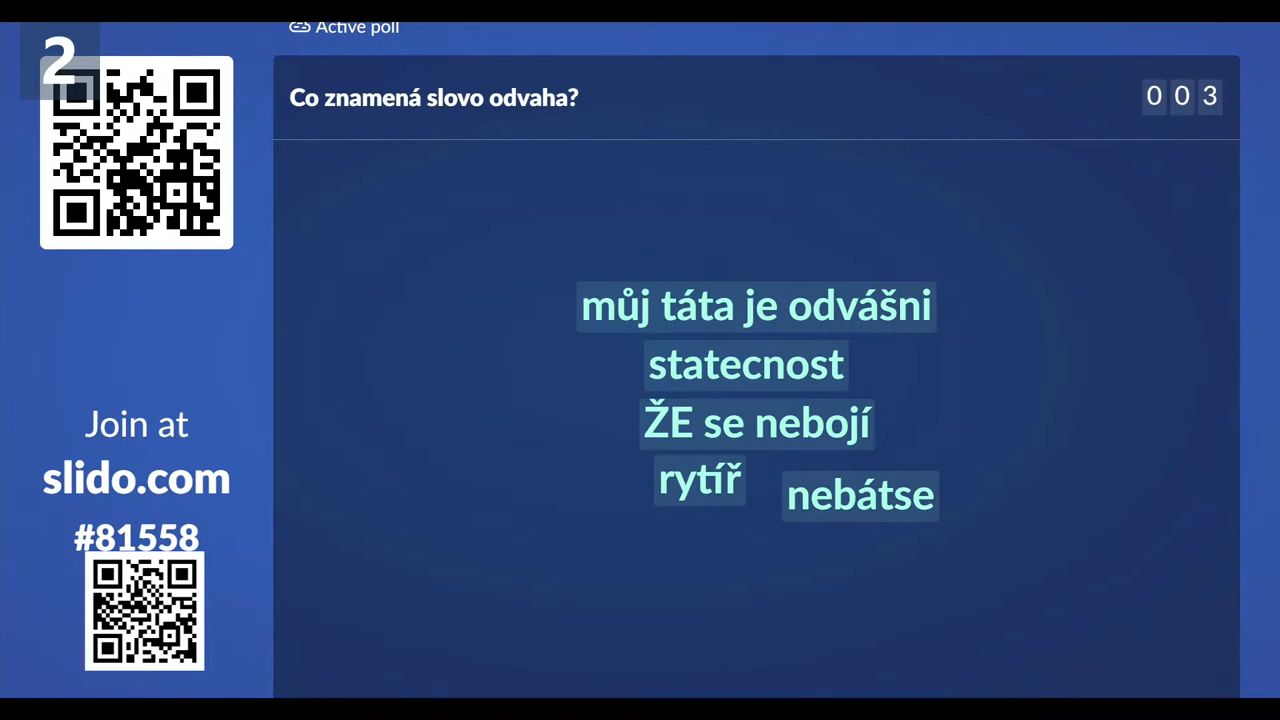 2
Active poll
Co znamená slovo odvaha?
0 0 3
můj táta je odvášni
statecnost
ŽE se nebojí
rytíř
nebátse
Join at
slido.com
#81558